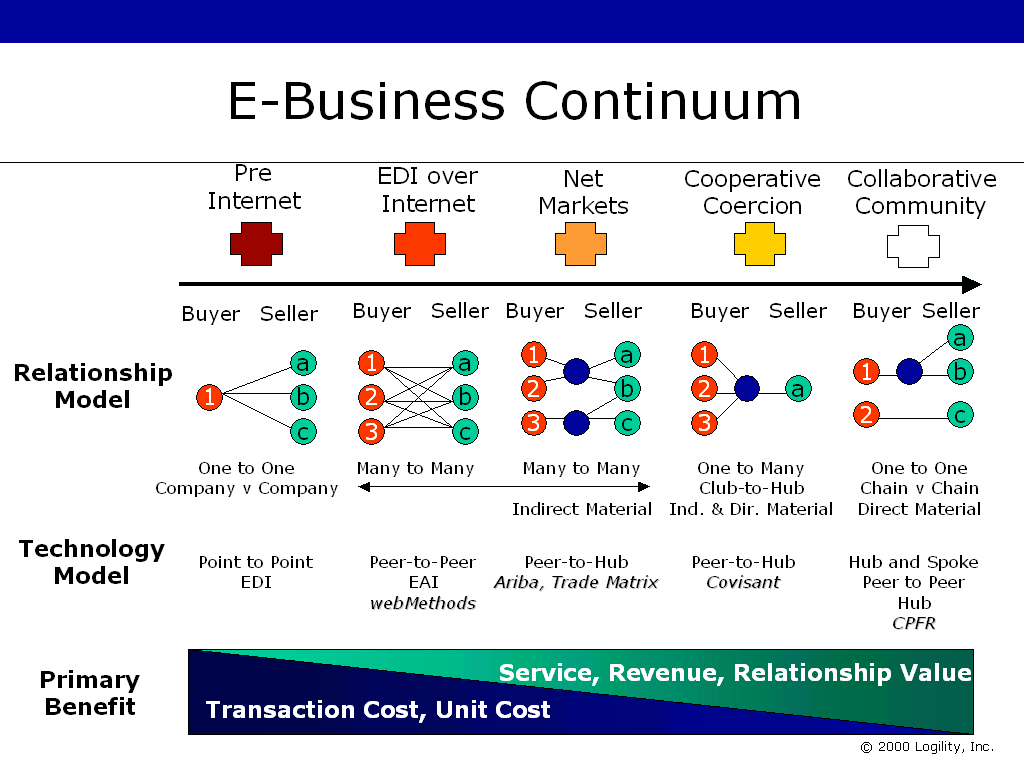 E-Business Continuum
Pre
Internet
EDI over
Internet
Net
Markets
Cooperative
Coercion
Collaborative
Community
Buyer Seller
Buyer Seller
Buyer Seller
Buyer Seller
Buyer Seller
Relationship
Model
1
a
b
c
1
2
3
a
b
c
1
2
3
a
b
c
1
2
3
a
1
2
a
b
c
One to One
Company v Company
Many to Many
Many to Many
Indirect Material
One to Many
Club-to-Hub
Ind. & Dir. Material
One to One
Chain v Chain
Direct Material
Technology
Model
Point to Point
EDI
Peer-to-Peer
EAI
webMethods
Peer-to-Hub
Ariba, Trade Matrix
Peer-to-Hub
Covisant
Hub and Spoke
Peer to Peer
Hub
CPFR
Primary
Benefit
Service, Revenue, Relationship Value
Transaction Cost, Unit Cost
© 2000 Logility, Inc.